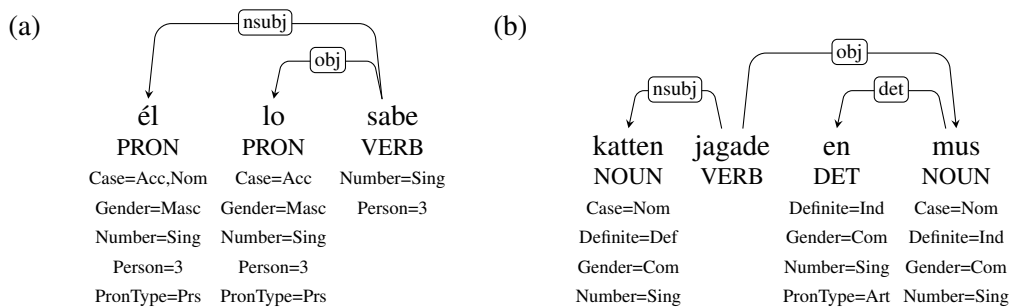 (a)
nsubj
obj
él lo sabe
PRON PRON VERB
Case=Acc,Nom Case=Acc Number=Sing
Gender=Masc Gender=Masc Person=3
Number=Sing Number=Sing
Person=3 Person=3
PronType=Prs PronType=Prs
(b)
obj
nsubj det
katten jagade en mus
NOUN VERB DET NOUN
Case=Nom Definite=Ind Case=Nom
Definite=Def Gender=Com Definite=Ind
Gender=Com Number=Sing Gender=Com
Number=Sing PronType=Art Number=Sing